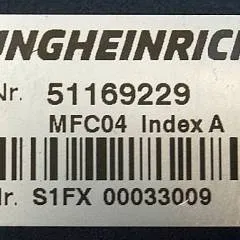 UNGHEINRICH
Nr. 51169229
MFC04 Index A
Nr. S1FX 00033009